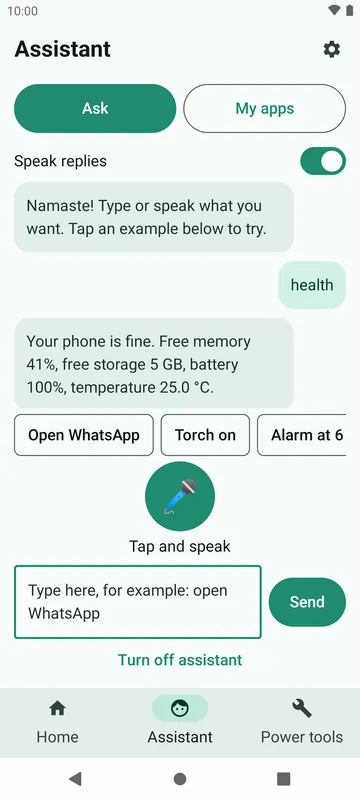 10:00
Assistant
Ask
My apps
Speak replies
Namaste! Type or speak what you
want. Tap an example below to try.
health
Your phone is fine. Free memory
41%, free storage 5 GB, battery
100%, temperature 25.0 °C.
Open WhatsApp
Torch on
Alarm at 6
Tap and speak
Type here, for example: open
WhatsApp
Send
Turn off assistant
Home
Assistant
Power tools